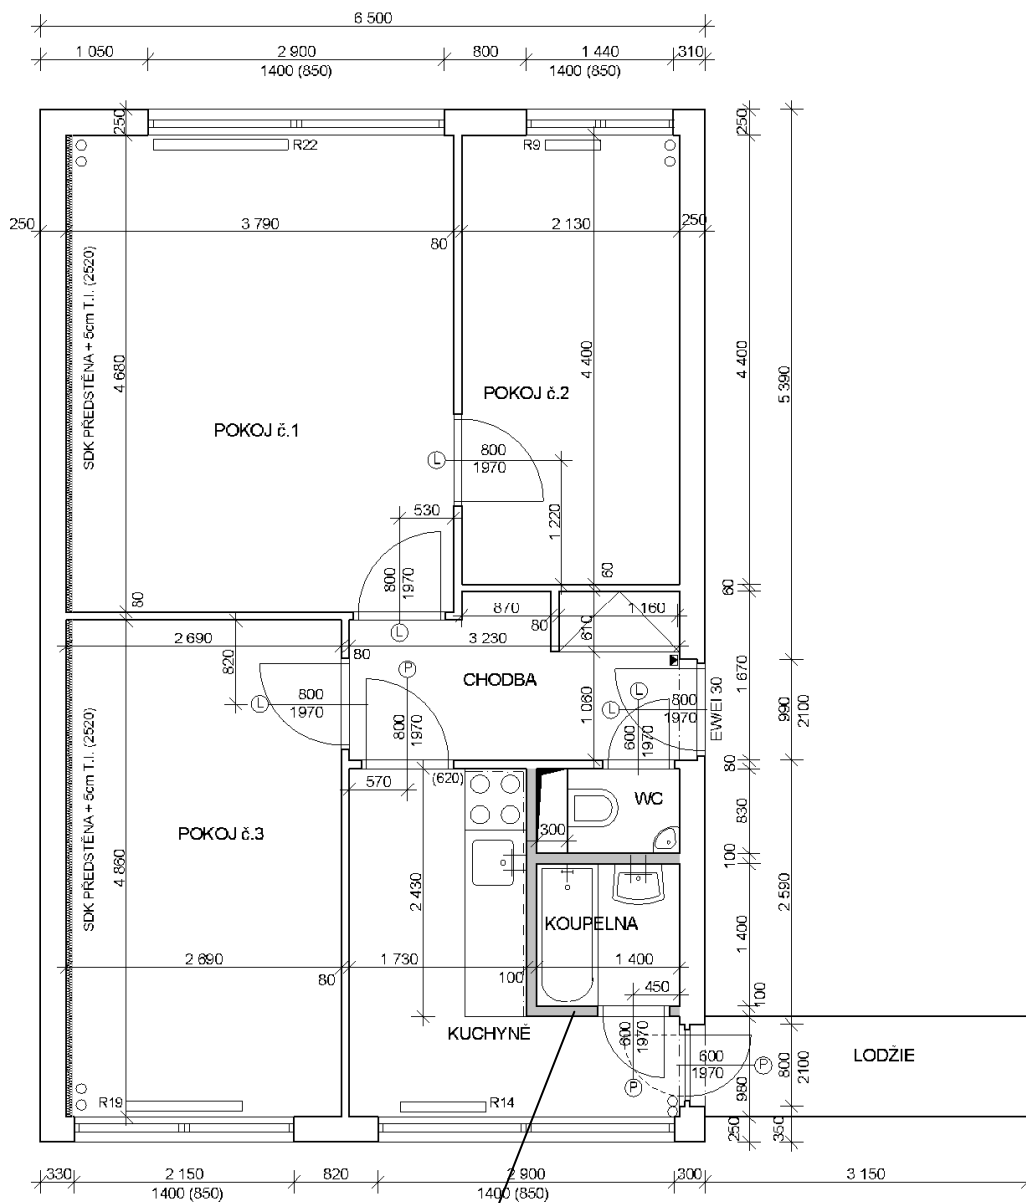 6 500
1 050 2 900 800 1 440 310
1400 (850) 1400 (850)
250 250
R22 R9
250 3 790 80 2 130 250
SDK PŘEDSTĚNA + 5cm T.I. (2520)
4 680
4 400
4 400
5 390
POKOJ č.2
POKOJ č.1
L 800
1970
530
1 220
800
1970
L
60
60
80
870 80 610 1 160
2 690 80 3 230
820
P
CHODBA
1 060
L 800
1970
800
1970
L
L 800
1970
600
1970
EW/EI 30
1 670
990
2100
80
570 (620)
WC
300
830
100
SDK PŘEDSTĚNA + 5cm T.I. (2520)
POKOJ č.3
4 860
2 430
KOUPELNA
1 400
2 590
2 690 80 1 730 100 1 400
450
100
KUCHYNĚ
600
1970
P
600
1970
P
LODŽIE
980
800
2100
R19 R14
250
350
330 2 150 820 2 900 300 3 150
1400 (850) 1400 (850)